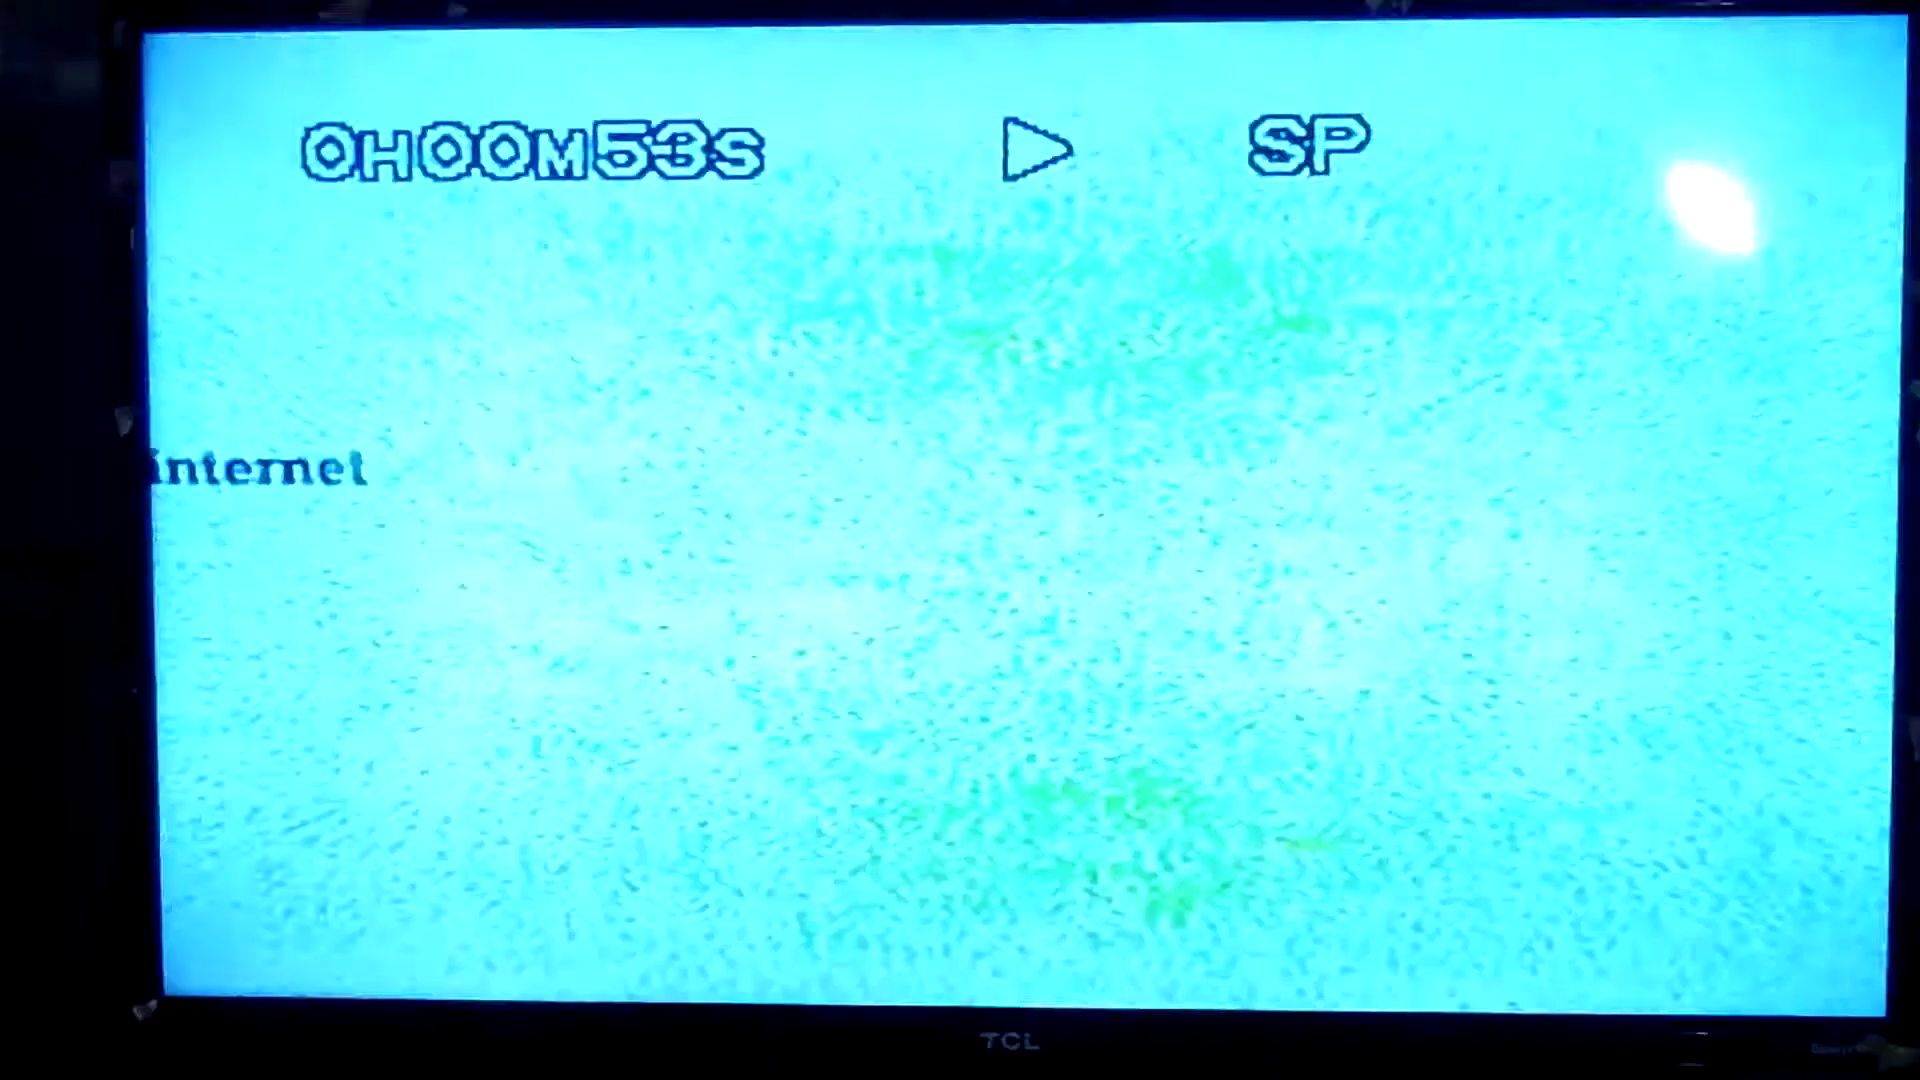 0H00M53s ▷ SP
internet
TCL